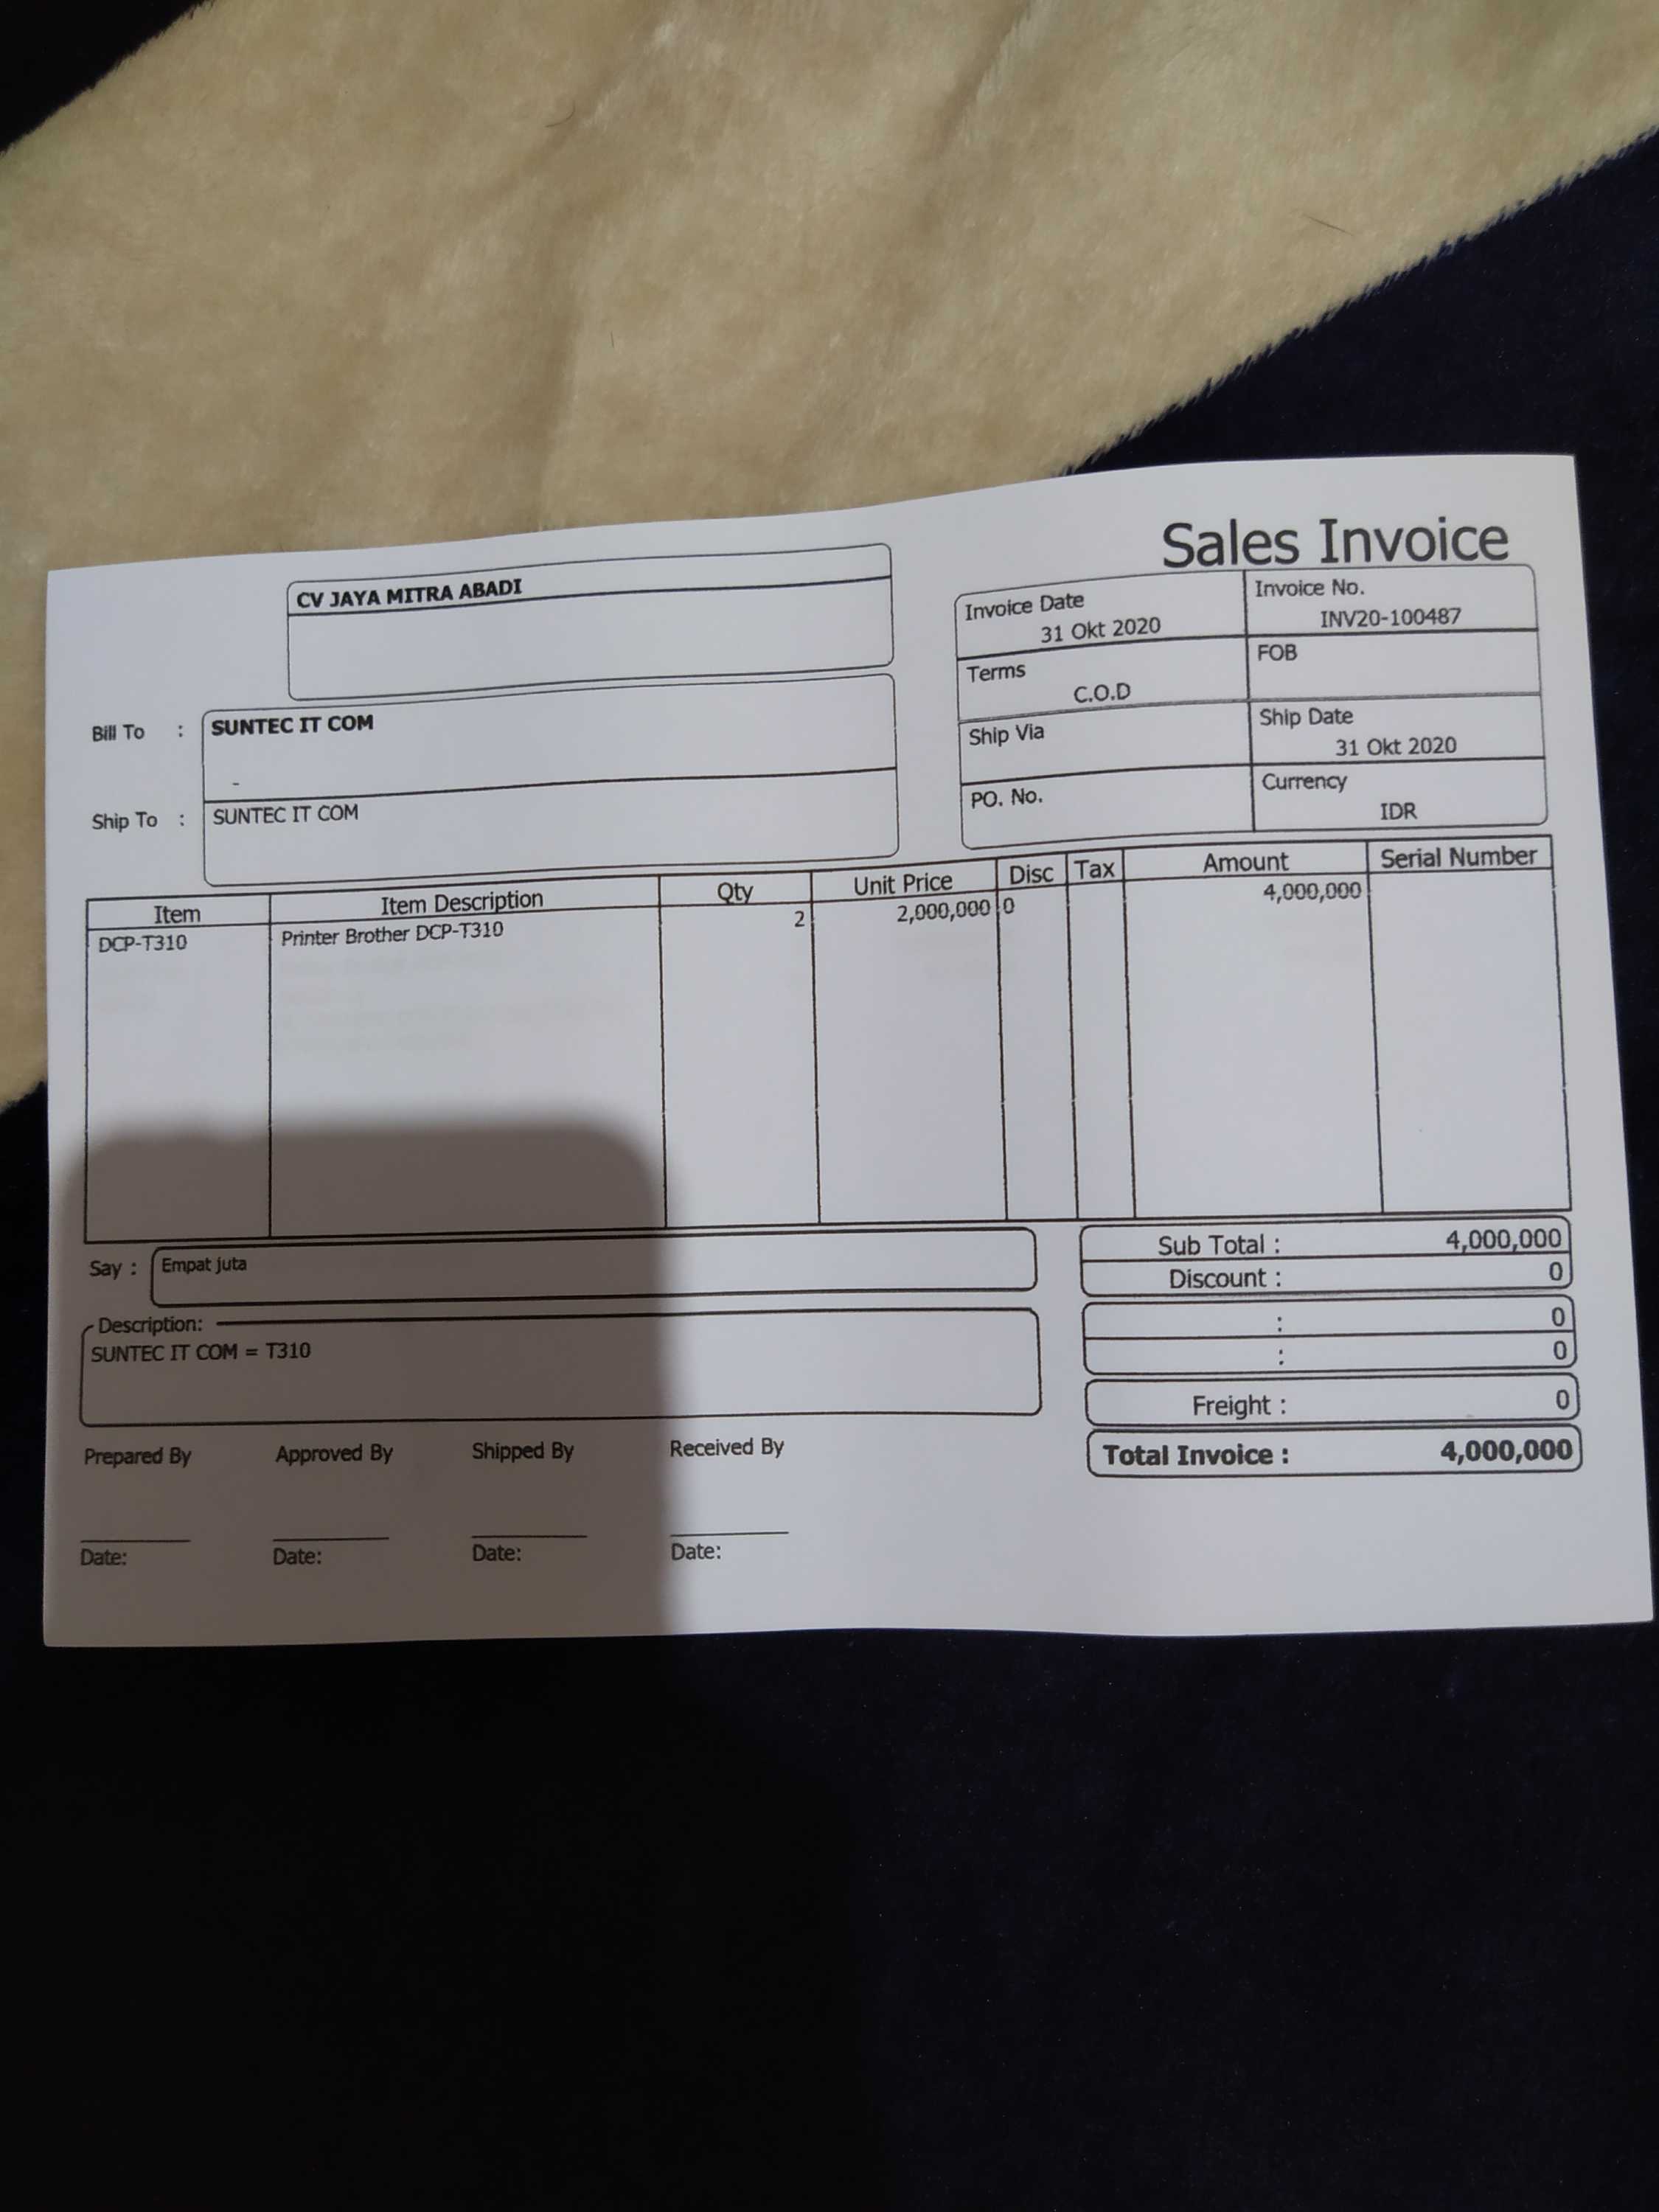 Sales Invoice
CV JAYA MITRA ABADI
Invoice Date
31 Okt 2020
Invoice No.
INV20-100487
Terms
C.O.D
FOB
Ship Via
Ship Date
31 Okt 2020
PO. No.
Currency
IDR
Bill To : SUNTEC IT COM
-
Ship To : SUNTEC IT COM
Item Item Description Qty Unit Price Disc Tax Amount Serial Number
DCP-T310 Printer Brother DCP-T310 2 2,000,000 0 4,000,000
Say : Empat juta
Sub Total : 4,000,000
Discount : 0
: 0
: 0
Freight : 0
Total Invoice : 4,000,000
Description:
SUNTEC IT COM = T310
Prepared By Approved By Shipped By Received By
Date: Date: Date: Date: